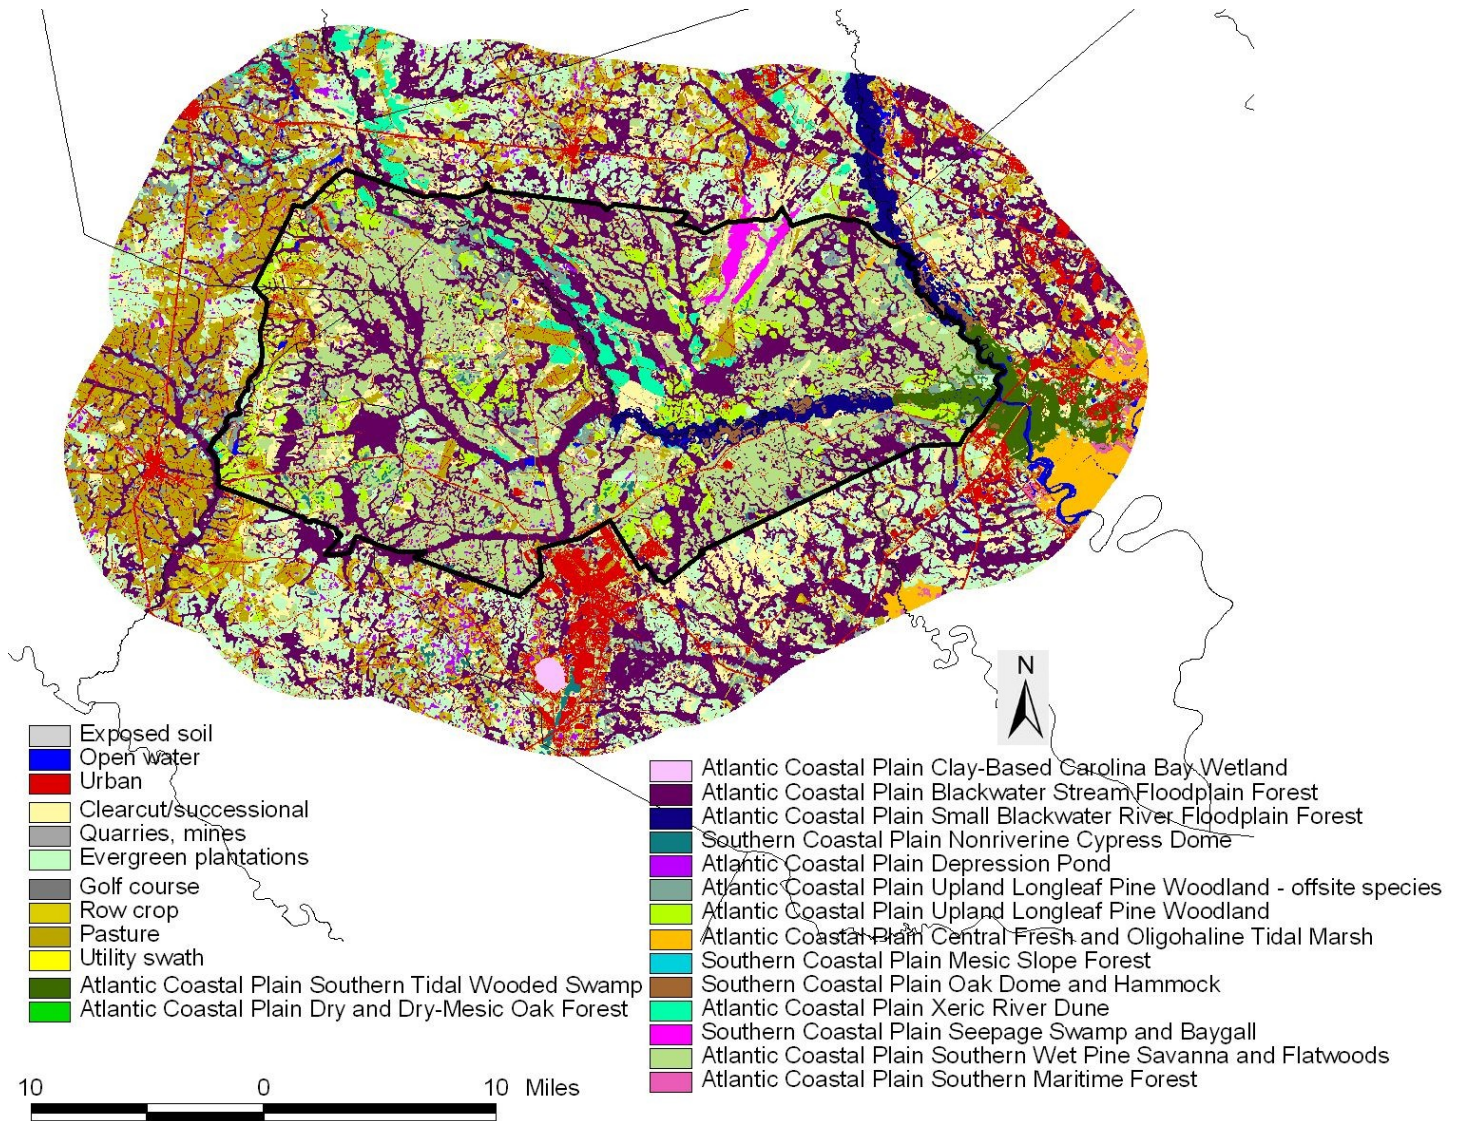 N
Exposed soil
Open water
Urban
Clearcut/successional
Quarries, mines
Evergreen plantations
Golf course
Row crop
Pasture
Utility swath
Atlantic Coastal Plain Southern Tidal Wooded Swamp
Atlantic Coastal Plain Dry and Dry-Mesic Oak Forest
Atlantic Coastal Plain Clay-Based Carolina Bay Wetland
Atlantic Coastal Plain Blackwater Stream Floodplain Forest
Atlantic Coastal Plain Small Blackwater River Floodplain Forest
Southern Coastal Plain Nonriverine Cypress Dome
Atlantic Coastal Plain Depression Pond
Atlantic Coastal Plain Upland Longleaf Pine Woodland - offsite species
Atlantic Coastal Plain Upland Longleaf Pine Woodland
Atlantic Coastal Plain Central Fresh and Oligohaline Tidal Marsh
Southern Coastal Plain Mesic Slope Forest
Southern Coastal Plain Oak Dome and Hammock
Atlantic Coastal Plain Xeric River Dune
Southern Coastal Plain Seepage Swamp and Baygall
Atlantic Coastal Plain Southern Wet Pine Savanna and Flatwoods
Atlantic Coastal Plain Southern Maritime Forest
10 0 10 Miles